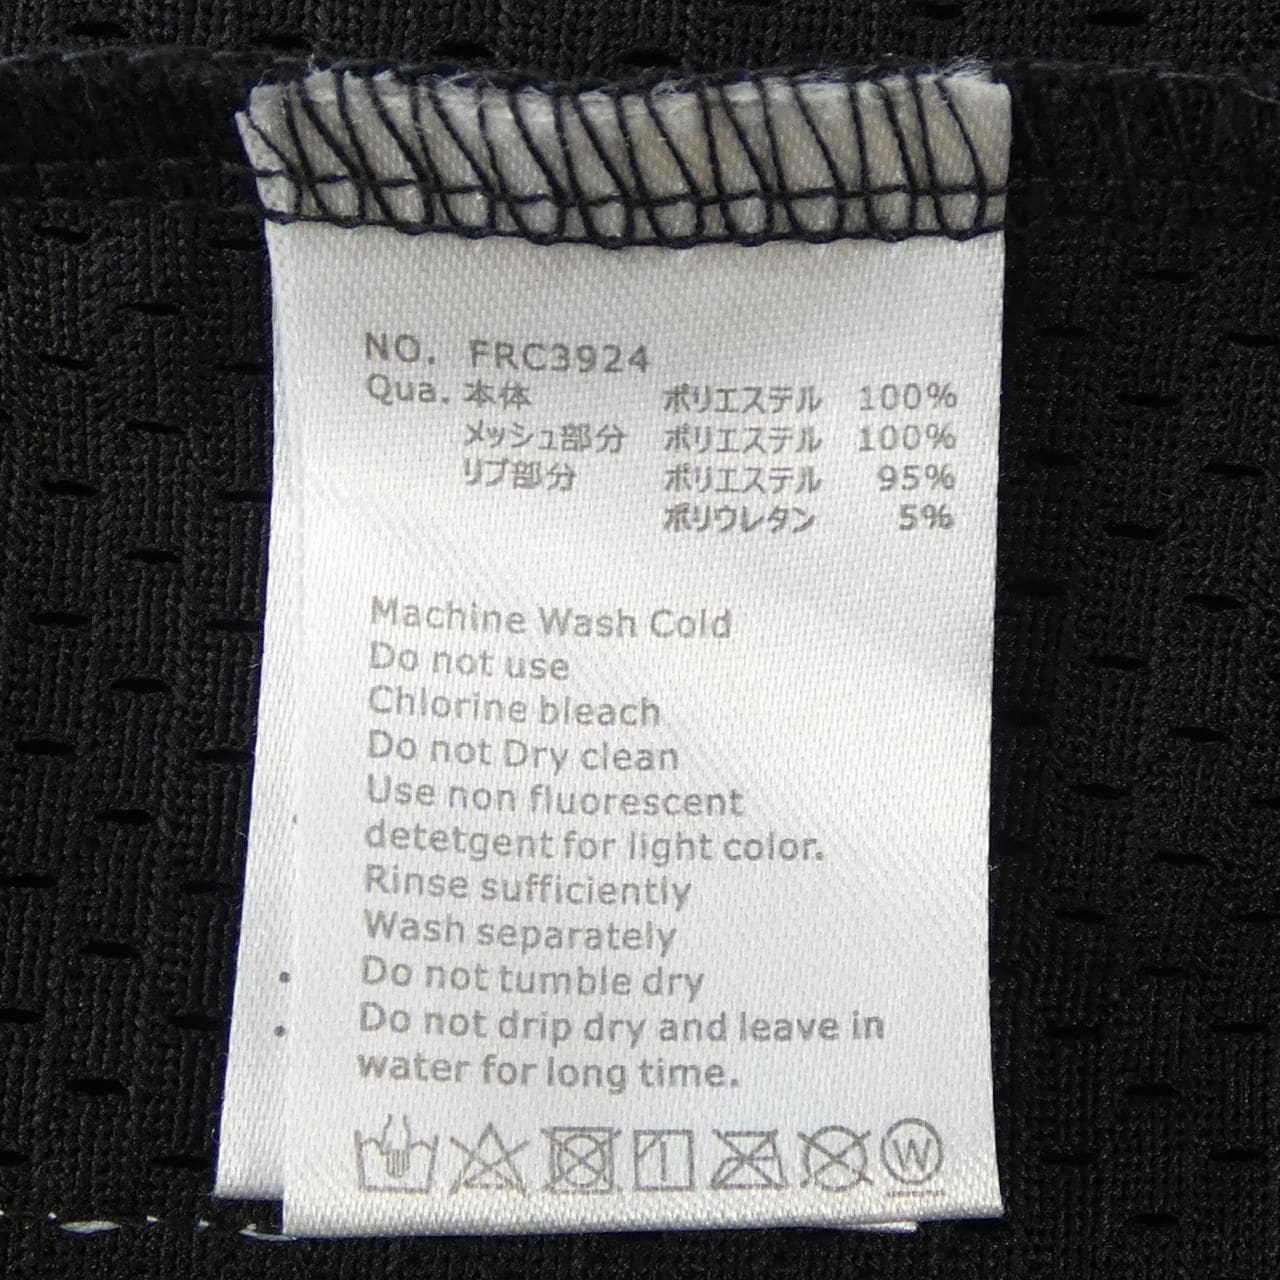 NO. FRC3924
Qua. 本体 ポリエステル 100%
メッシュ部分 ポリエステル 100%
リブ部分 ポリエステル 95%
ポリウレタン 5%
Machine Wash Cold
Do not use
Chlorine bleach
Do not Dry clean
Use non fluorescent
detetgent for light color.
Rinse sufficiently
Wash separately
Do not tumble dry
Do not drip dry and leave in
water for long time.
W